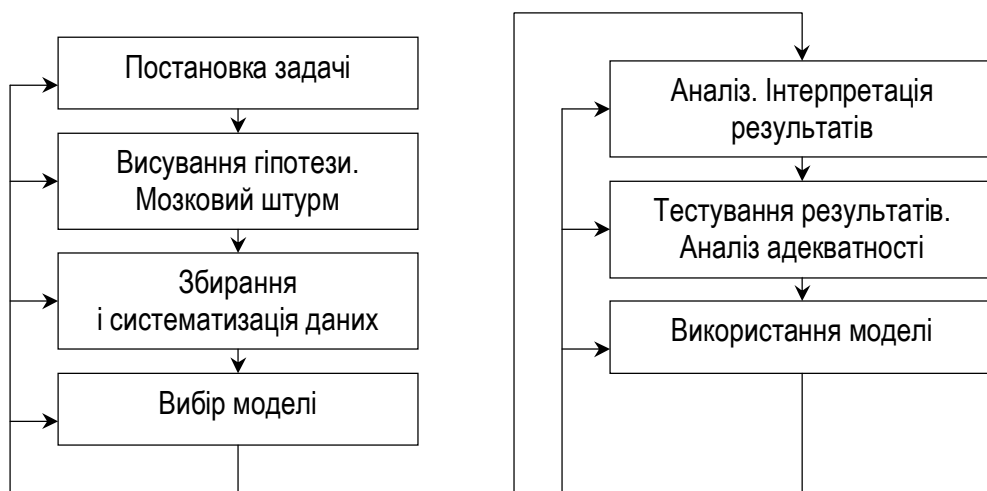 Постановка задачі
Висування гіпотези.
Мозковий штурм
Збирання
і систематизація даних
Вибір моделі
Аналіз. Інтерпретація
результатів
Тестування результатів.
Аналіз адекватності
Використання моделі